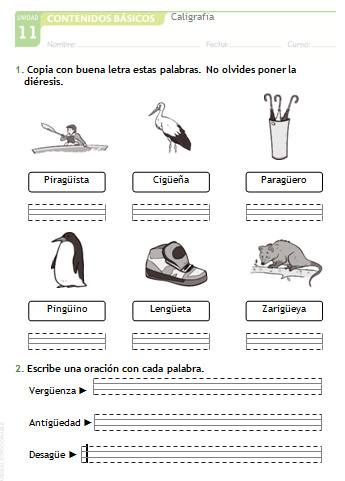 UNIDAD
11
CONTENIDOS BÁSICOS
Caligrafía
Nombre: Fecha: Curso:
1. Copia con buena letra estas palabras. No olvides poner la
diéresis.
Piragüista Cigüeña Paragüero
Pingüino Lengüeta Zarigüeya
2. Escribe una oración con cada palabra.
Vergüenza ►
Antigüedad ►
Desagüe ►